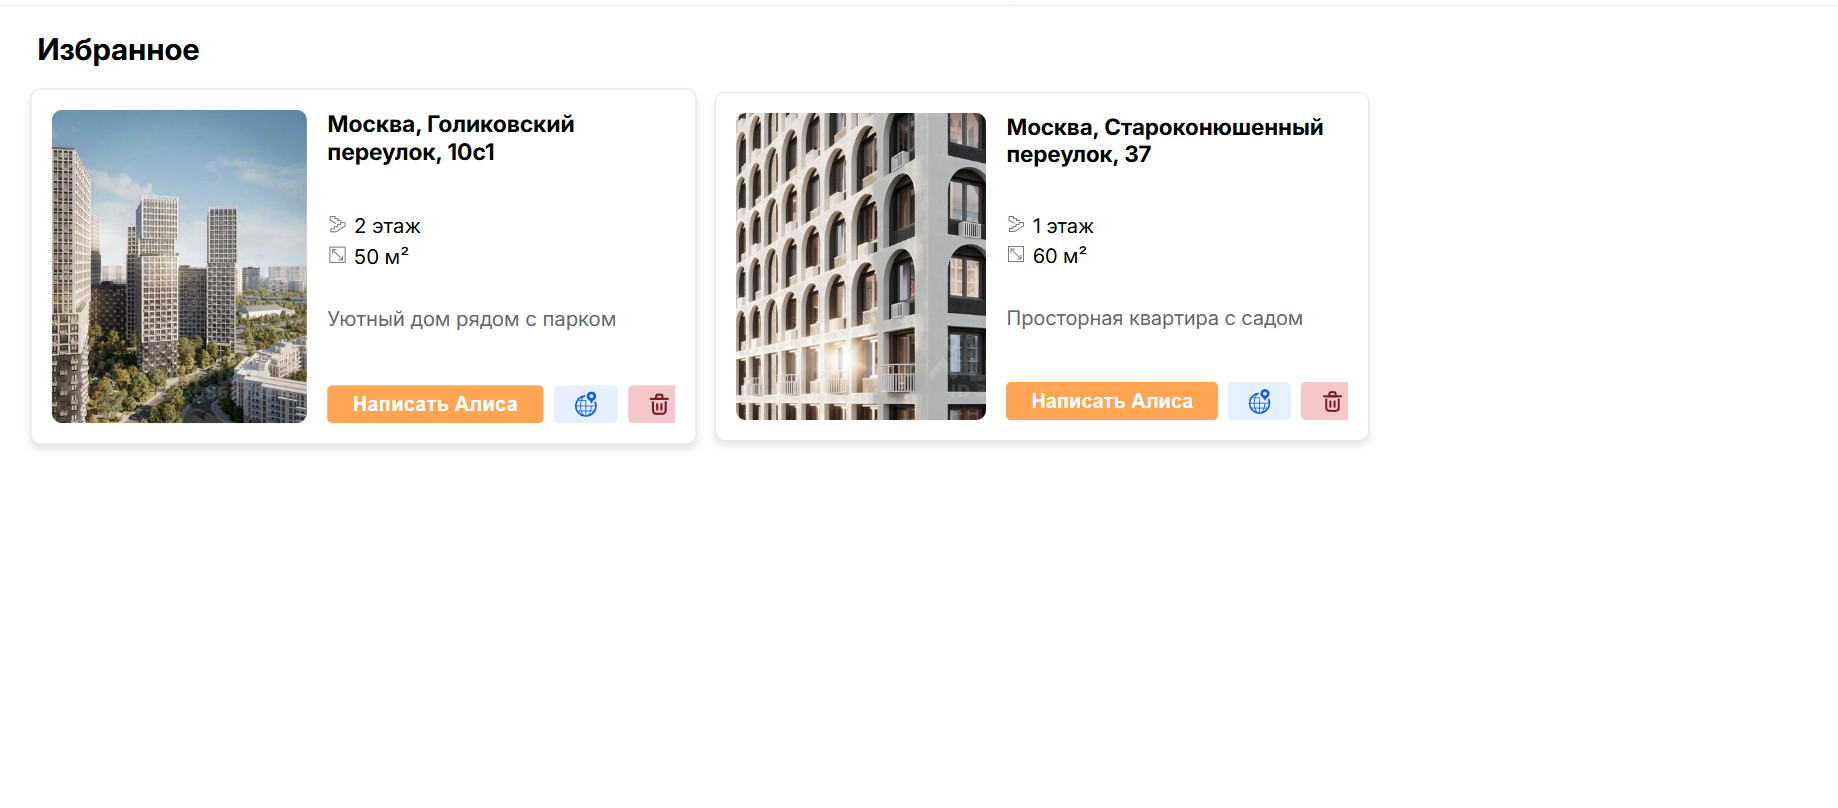 Избранное
Москва, Голиковский
переулок, 10с1
2 этаж
50 м²
Уютный дом рядом с парком
Написать Алиса
Москва, Староконюшенный
переулок, 37
1 этаж
60 м²
Просторная квартира с садом
Написать Алиса